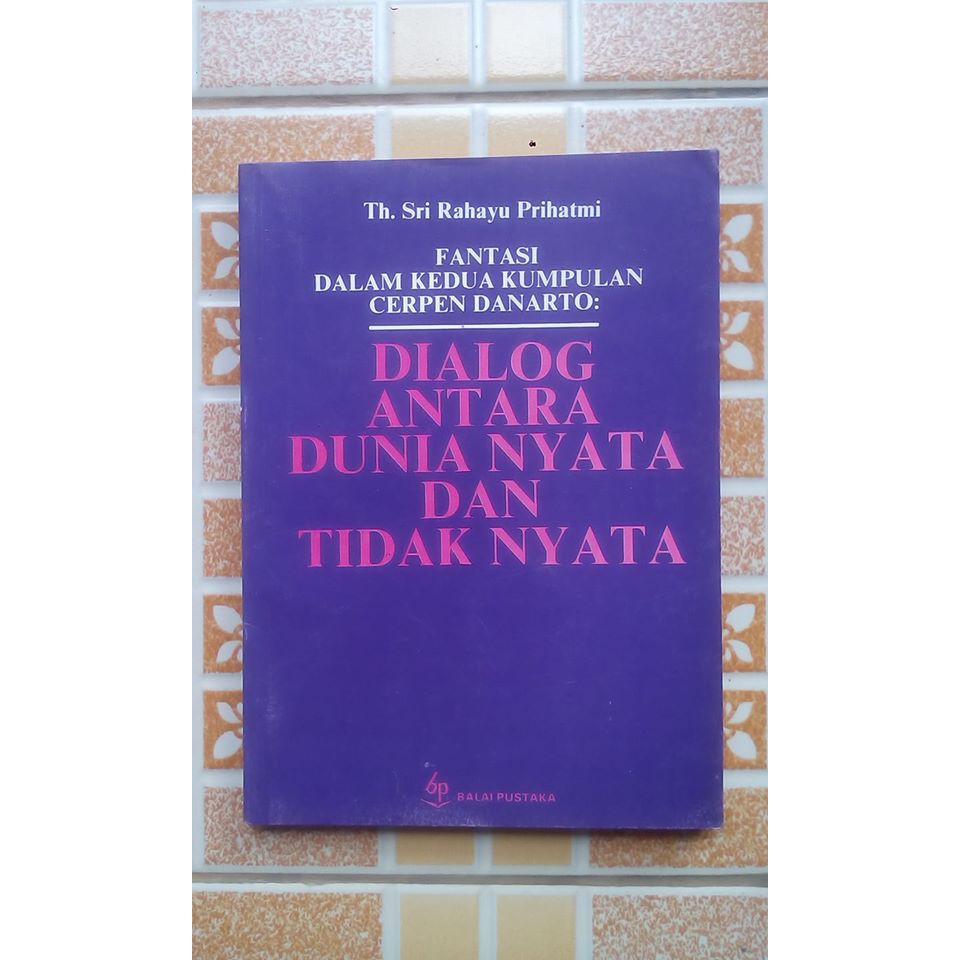 Th. Sri Rahayu Prihatmi
FANTASI
DALAM KEDUA KUMPULAN
CERPEN DANARTO:
DIALOG
ANTARA
DUNIA NYATA
DAN
TIDAK NYATA
bp BALAI PUSTAKA